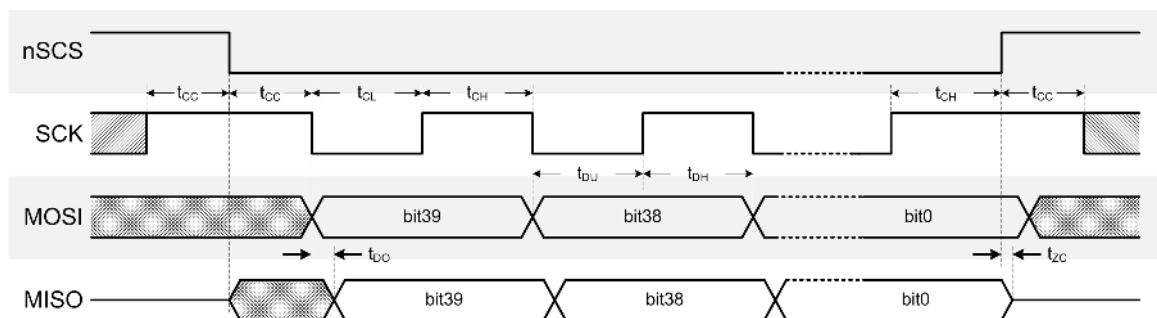 nSCS
tCC tCC tCL tCH tCH tCC
SCK
tDU tDH
MOSI bit39 bit38 bit0
tDO tZC
MISO bit39 bit38 bit0